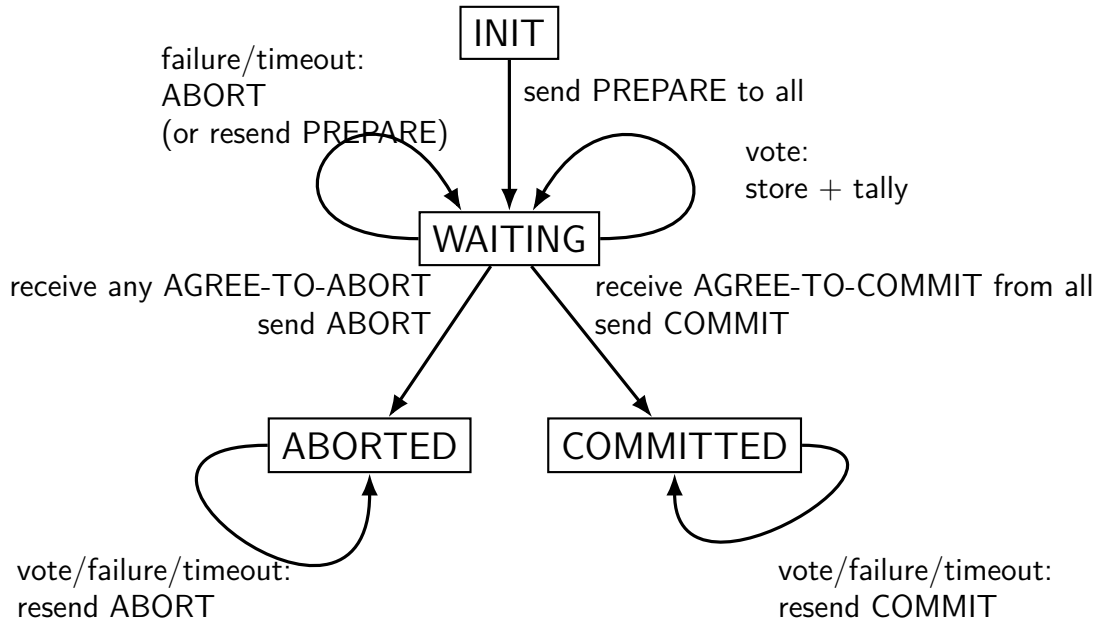 INIT
failure/timeout:
ABORT
(or resend PREPARE)
send PREPARE to all
vote:
store + tally
WAITING
receive any AGREE-TO-ABORT
send ABORT
receive AGREE-TO-COMMIT from all
send COMMIT
ABORTED
COMMITTED
vote/failure/timeout:
resend ABORT
vote/failure/timeout:
resend COMMIT